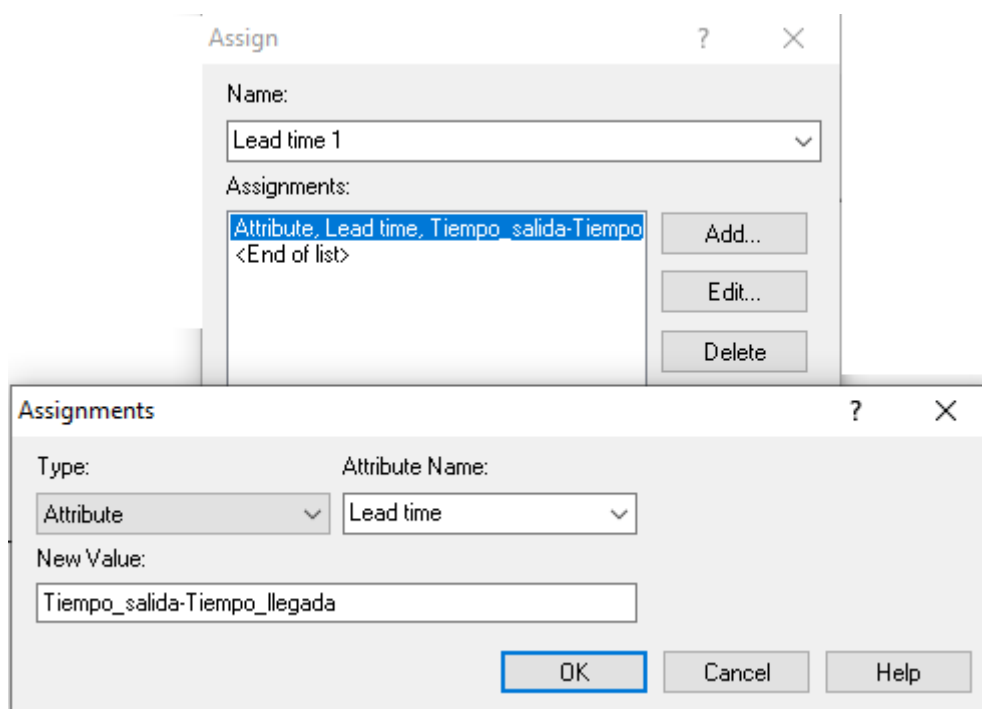 Assign
Name:
Lead time 1
Assignments:
Attribute, Lead time, Tiempo_salida-Tiempo
<End of list>
Add...
Edit...
Delete
Assignments
Type:
Attribute Name:
Attribute
Lead time
New Value:
Tiempo_salida-Tiempo_llegada
OK
Cancel
Help